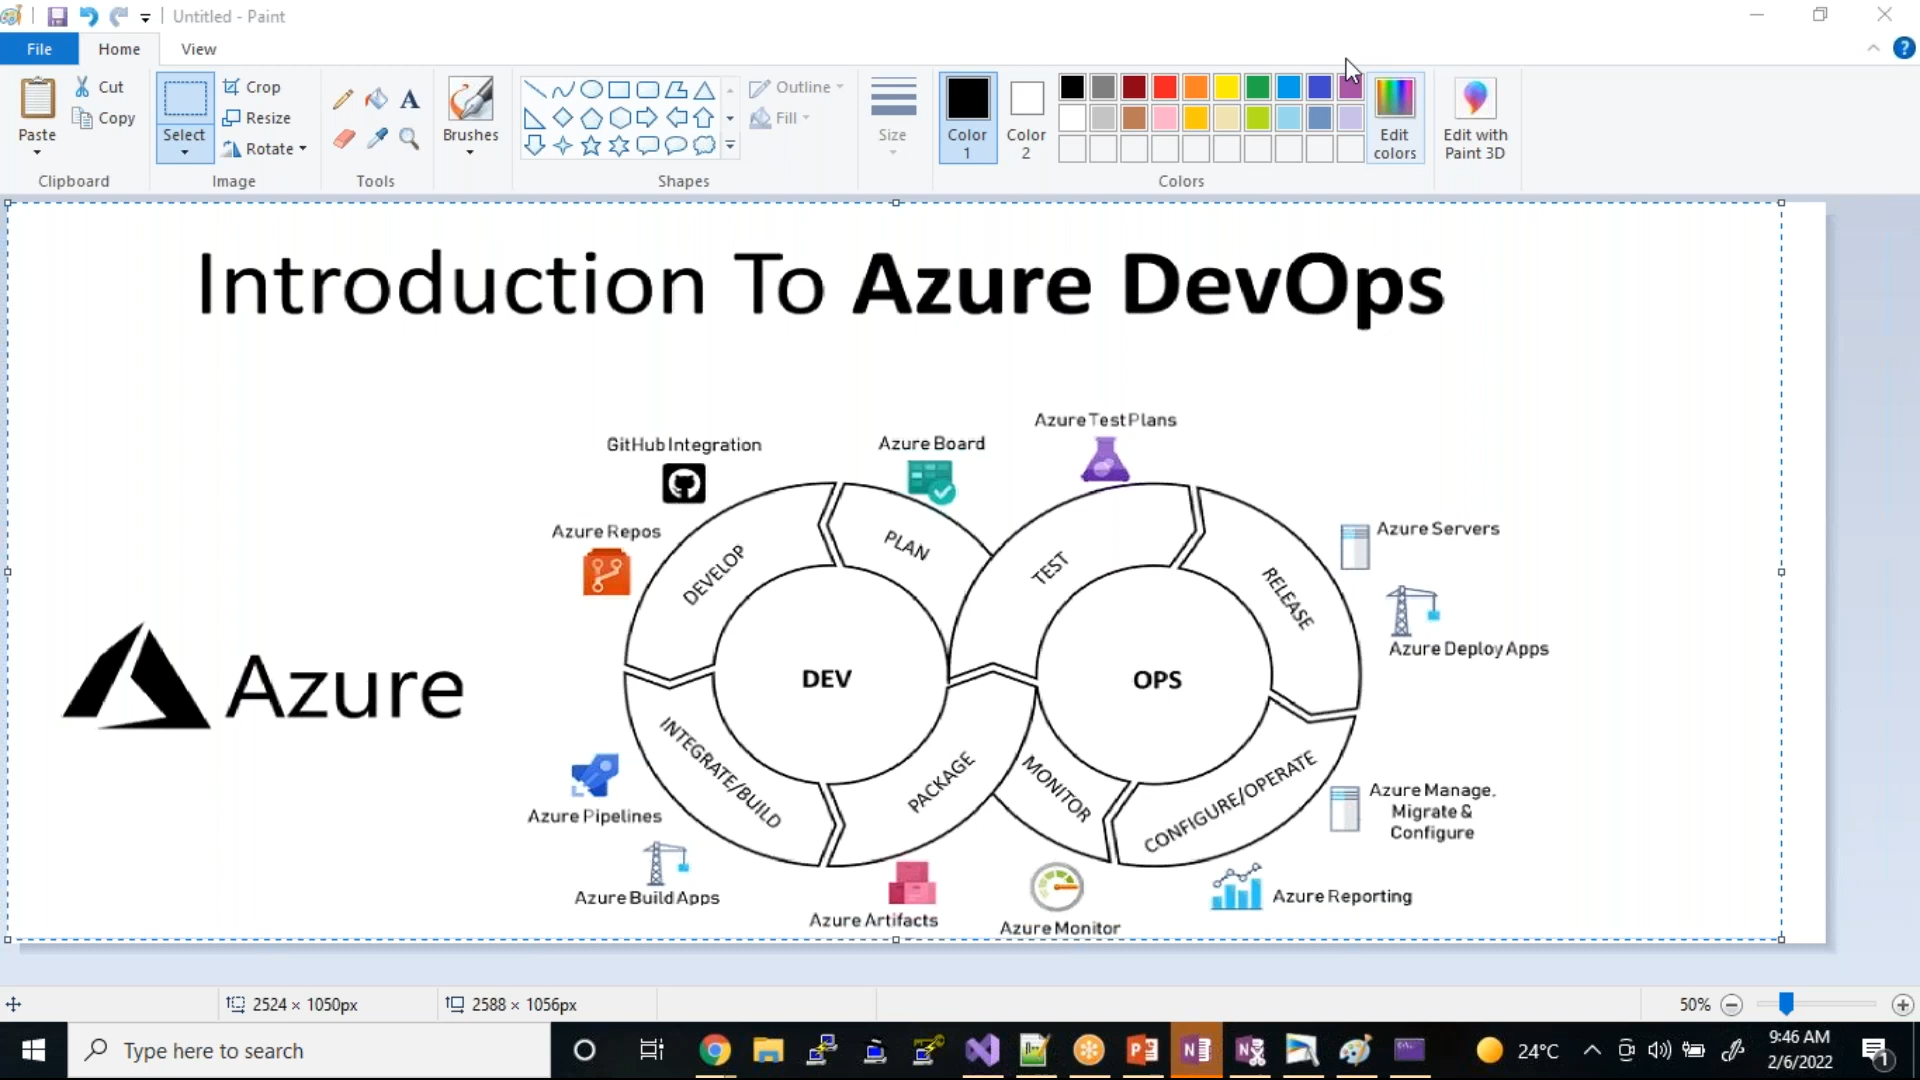 Untitled - Paint
File
Home
View
Paste
Cut
Copy
Clipboard
Select
Crop
Resize
Rotate
Image
A
Tools
Brushes
Shapes
Outline
Fill
Size
Color
1
Color
2
Edit
colors
Colors
Edit with
Paint 3D
?
Introduction To Azure DevOps
Azure Test Plans
GitHub Integration
Azure Board
Azure Repos
Azure Servers
DEVELOP
PLAN
TEST
RELEASE
Azure Deploy Apps
Azure
DEV
OPS
INTEGRATE/BUILD
PACKAGE
MONITOR
CONFIGURE/OPERATE
Azure Pipelines
Azure Manage,
Migrate &
Configure
Azure Build Apps
Azure Reporting
Azure Artifacts
Azure Monitor
2524 × 1050px
2588 × 1056px
50%
Type here to search
24°C
9:46 AM
2/6/2022
1